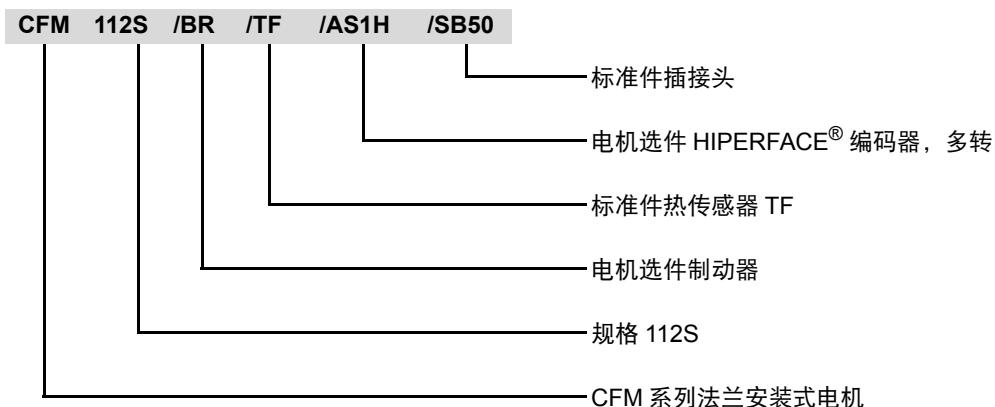 CFM 112S /BR /TF /AS1H /SB50
标准件插接头
电机选件 HIPERFACE® 编码器，多转
标准件热传感器 TF
电机选件制动器
规格 112S
CFM 系列法兰安装式电机